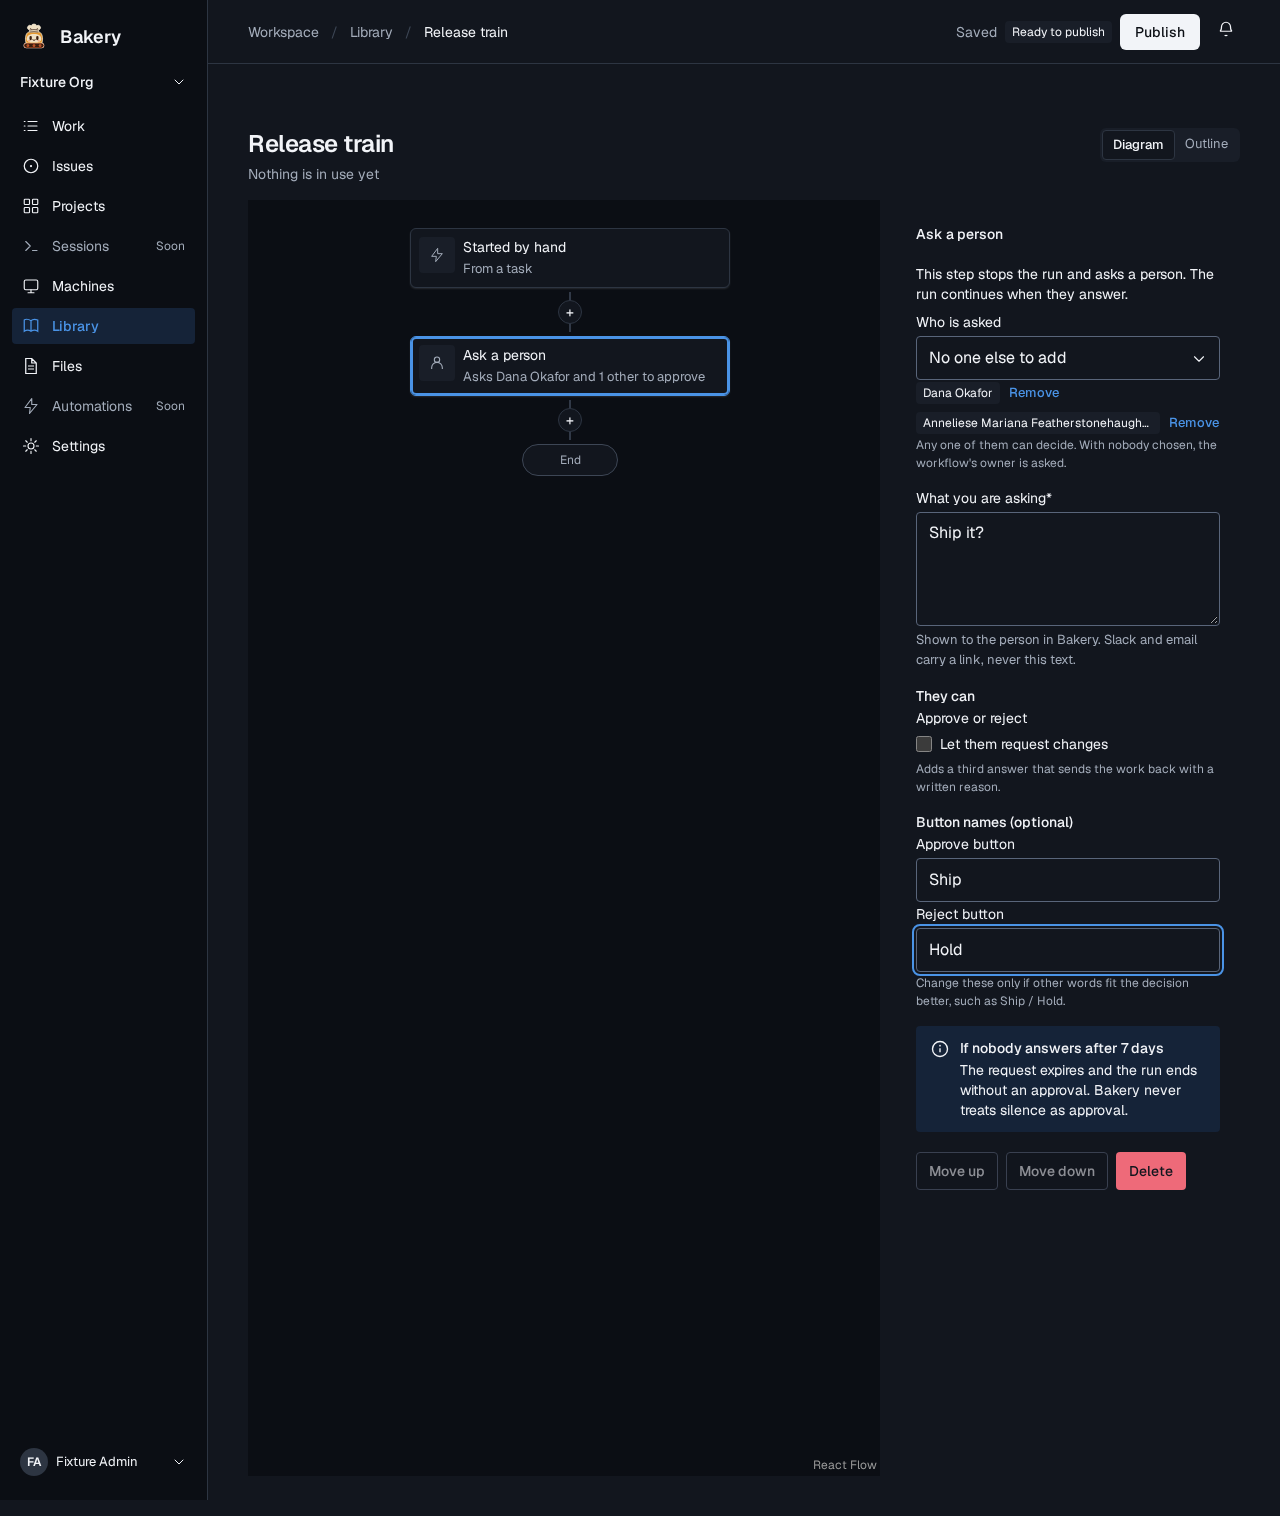 Bakery
Fixture Org
Work
Issues
Projects
Sessions Soon
Machines
Library
Files
Automations Soon
Settings
FA Fixture Admin
Workspace / Library / Release train
Saved Ready to publish Publish
Release train
Nothing is in use yet
Diagram Outline
Started by hand
From a task
+
Ask a person
Asks Dana Okafor and 1 other to approve
+
End
React Flow
Ask a person
This step stops the run and asks a person. The
run continues when they answer.
Who is asked
No one else to add
Dana Okafor Remove
Anneliese Mariana Featherstonehaugh... Remove
Any one of them can decide. With nobody chosen, the
workflow's owner is asked.
What you are asking*
Ship it?
Shown to the person in Bakery. Slack and email
carry a link, never this text.
They can
Approve or reject
Let them request changes
Adds a third answer that sends the work back with a
written reason.
Button names (optional)
Approve button
Ship
Reject button
Hold
Change these only if other words fit the decision
better, such as Ship / Hold.
If nobody answers after 7 days
The request expires and the run ends
without an approval. Bakery never
treats silence as approval.
Move up Move down Delete